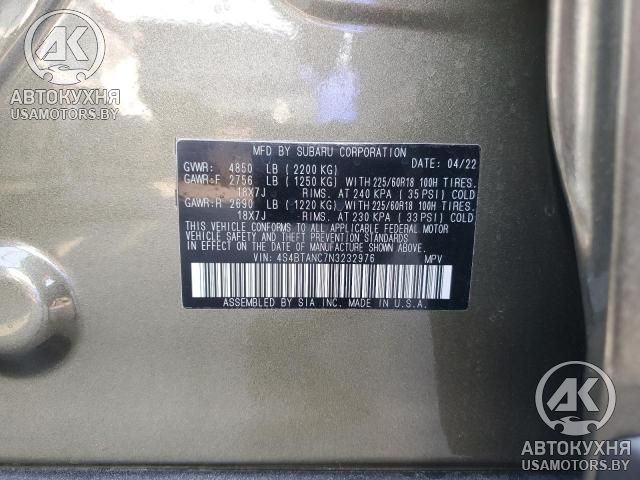 АК
АВТОКУХНЯ
USAMOTORS.BY
MFD BY SUBARU CORPORATION DATE: 04/22
GVWR: 4850 LB (2200 KG)
GAWR:F 2756 LB (1250 KG) WITH 225/60R18 100H TIRES.
18X7J RIMS. AT 240 KPA (35 PSI) COLD
GAWR:R 2690 LB (1220 KG) WITH 225/60R18 100H TIRES.
18X7J RIMS. AT 230 KPA (33 PSI) COLD
THIS VEHICLE CONFORMS TO ALL APPLICABLE FEDERAL MOTOR
VEHICLE SAFETY AND THEFT PREVENTION STANDARDS
IN EFFECT ON THE DATE OF MANUFACTURE SHOWN ABOVE.
VIN: 4S4BTANC7N3232976 MPV
ASSEMBLED BY SIA INC. MADE IN U.S.A.
АК
АВТОКУХНЯ
USAMOTORS.BY